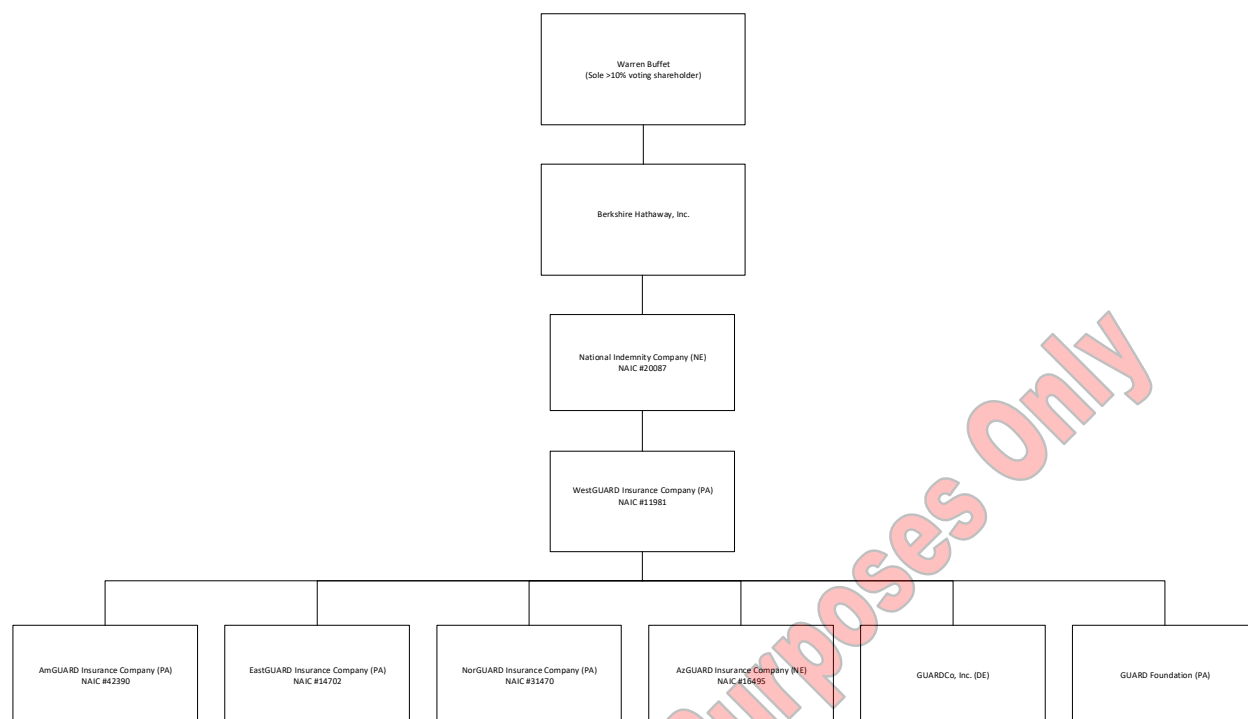 Warren Buffet
(Sole >10% voting shareholder)
Berkshire Hathaway, Inc.
National Indemnity Company (NE)
NAIC #20087
WestGUARD Insurance Company (PA)
NAIC #11981
AmGUARD Insurance Company (PA)
NAIC #42390
EastGUARD Insurance Company (PA)
NAIC #14702
NorGUARD Insurance Company (PA)
NAIC #31470
AzGUARD Insurance Company (NE)
NAIC #16495
GUARDCo, Inc. (DE)
GUARD Foundation (PA)
Purposes Only